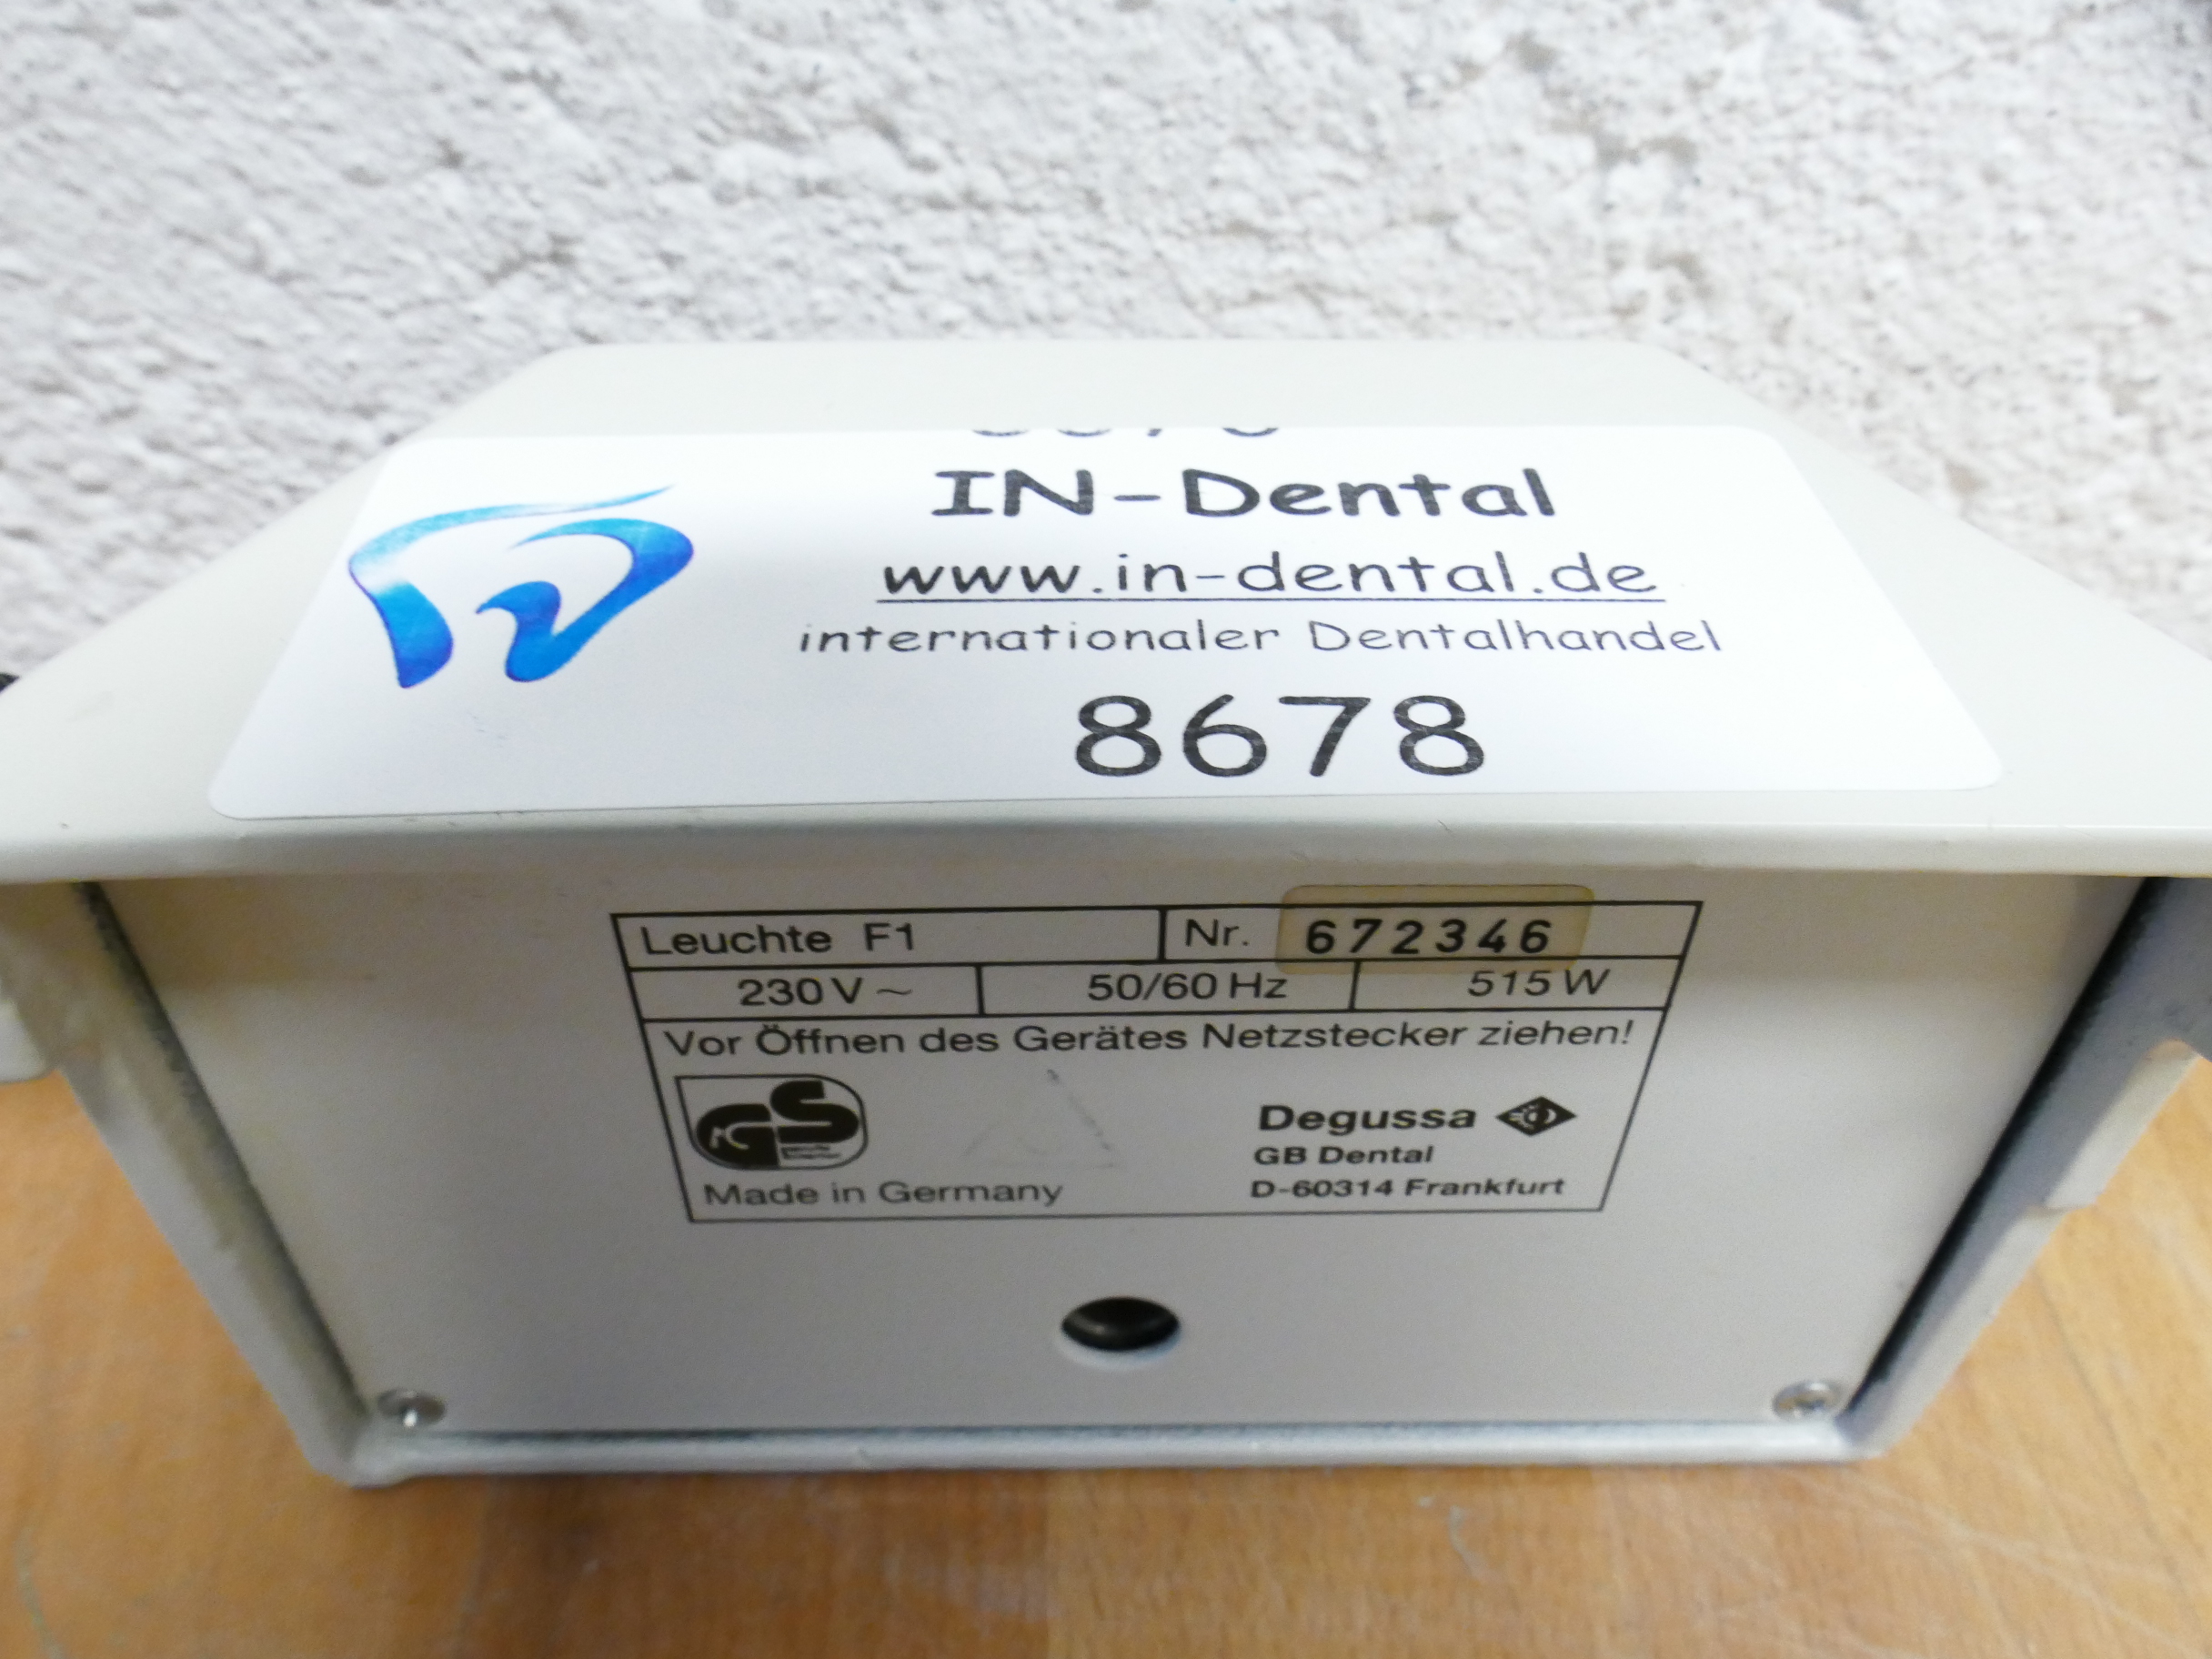 IN-Dental
www.in-dental.de
internationaler Dentalhandel
8678
Leuchte F1 Nr. 672346
230 V ~ 50/60 Hz 515 W
Vor Öffnen des Gerätes Netzstecker ziehen!
GS
Degussa
GB Dental
Made in Germany D-60314 Frankfurt